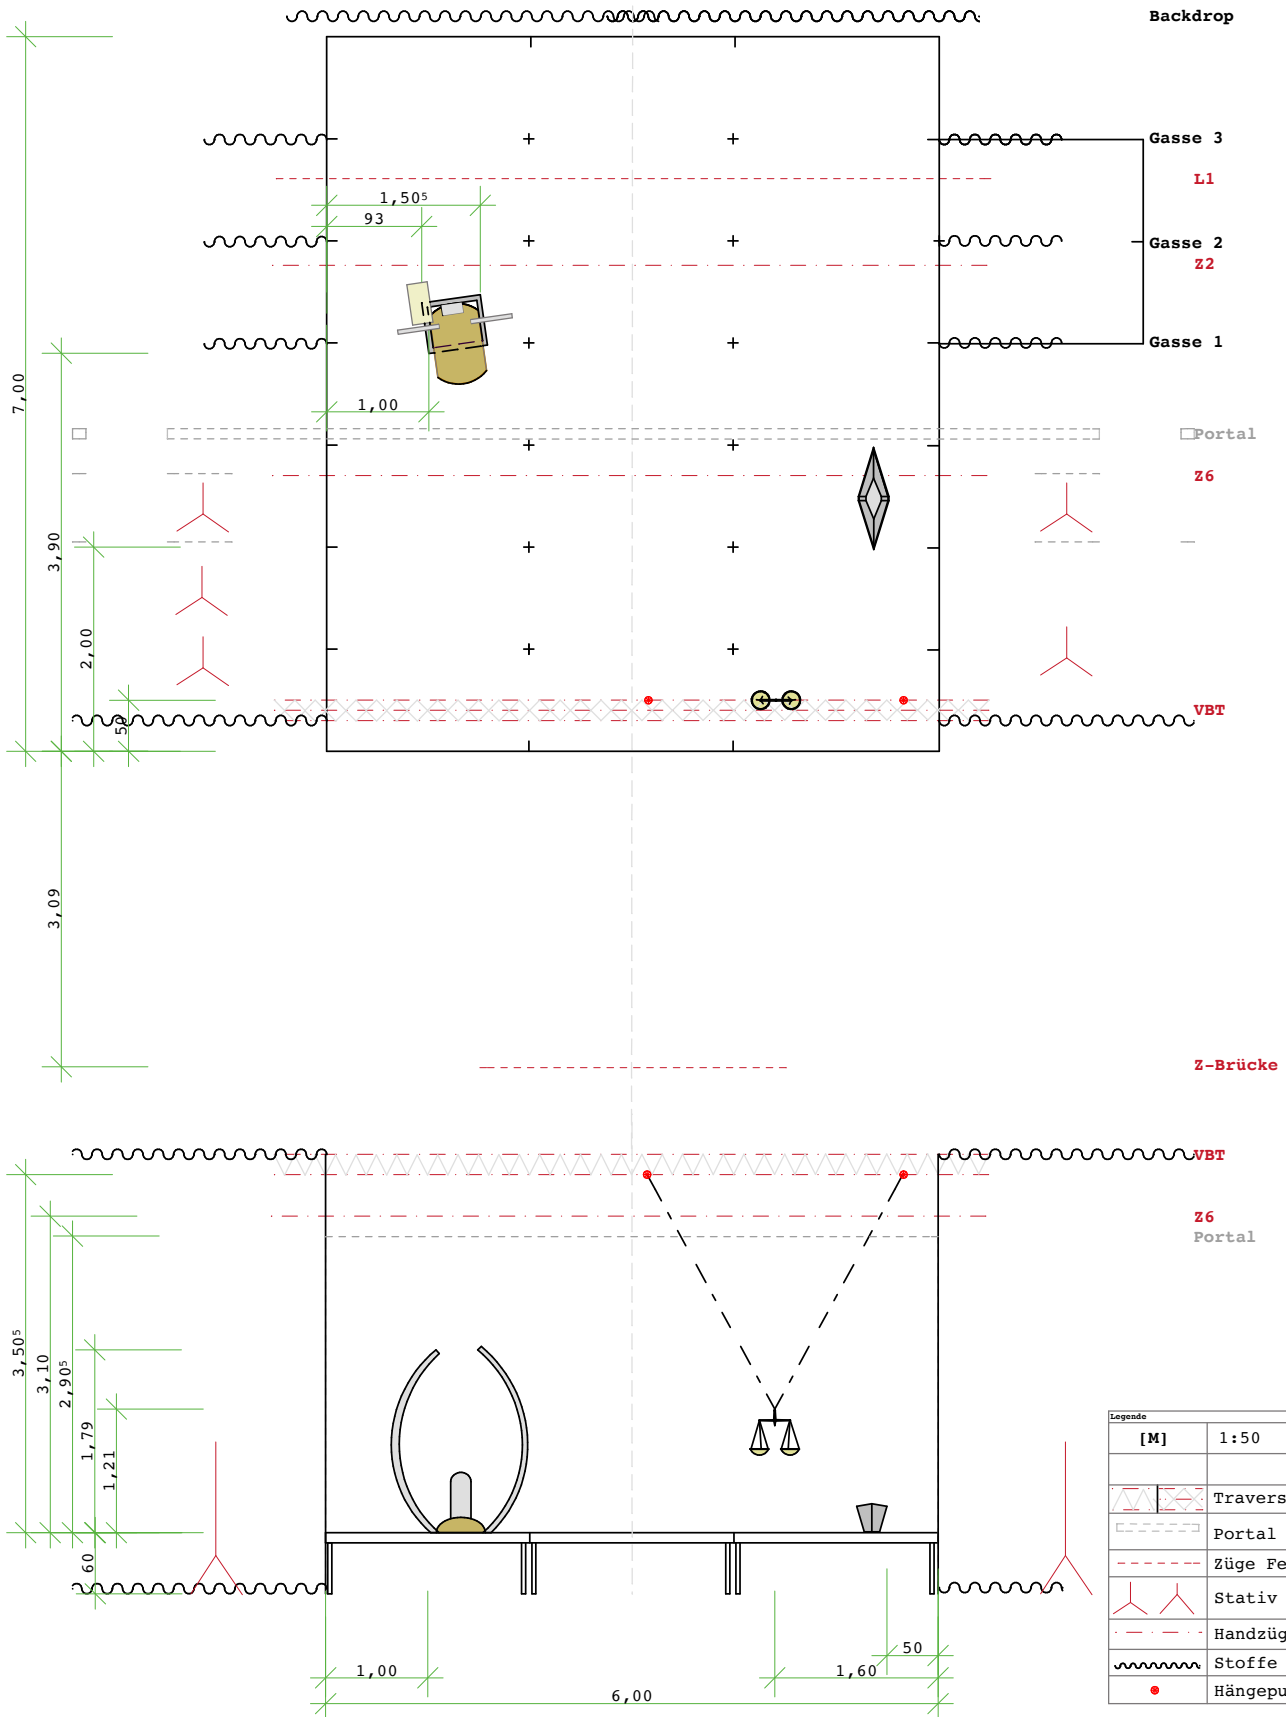 Backdrop
Gasse 3
L1
1,50⁵
93
Gasse 2
Z2
Gasse 1
7,00
1,00
Portal
Z6
3,90
2,00
50
VBT
3,09
Z-Brücke
VBT
Z6
Portal
3,50⁵
3,10
2,90⁵
1,79
1,21
60
Legende
[M] 1:50
Travers
Portal
Züge Fe
Stativ
Handzüg
Stoffe
Hängepu
50
1,00
1,60
6,00